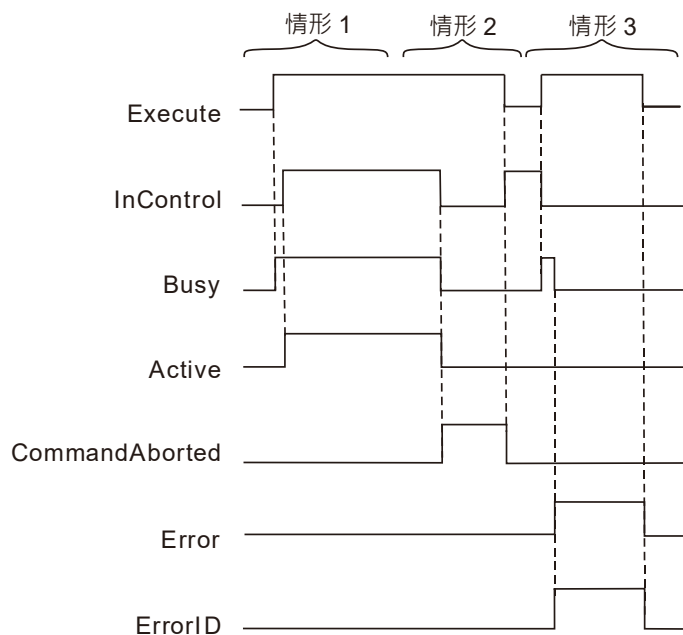 情形 1 情形 2 情形 3
Execute
InControl
Busy
Active
CommandAborted
Error
ErrorID